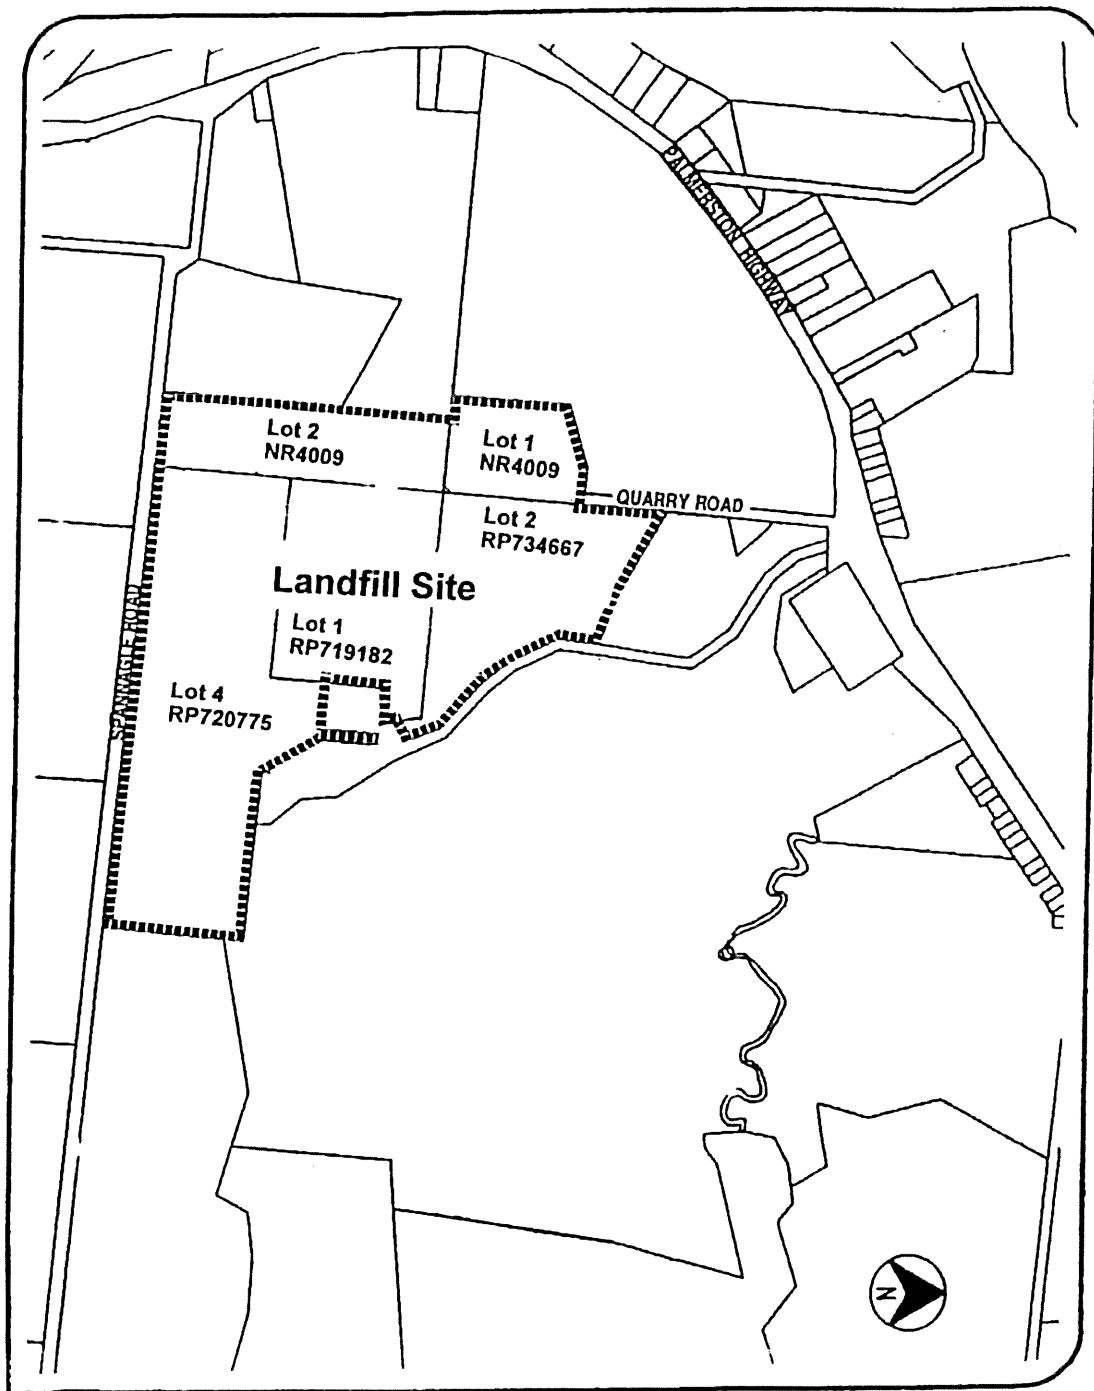 PALMERSTON HIGHWAY
Lot 2
NR4009
Lot 1
NR4009
QUARRY ROAD
Lot 2
RP734667
Landfill Site
SPANNAGLE ROAD
Lot 1
RP719182
Lot 4
RP720775
N